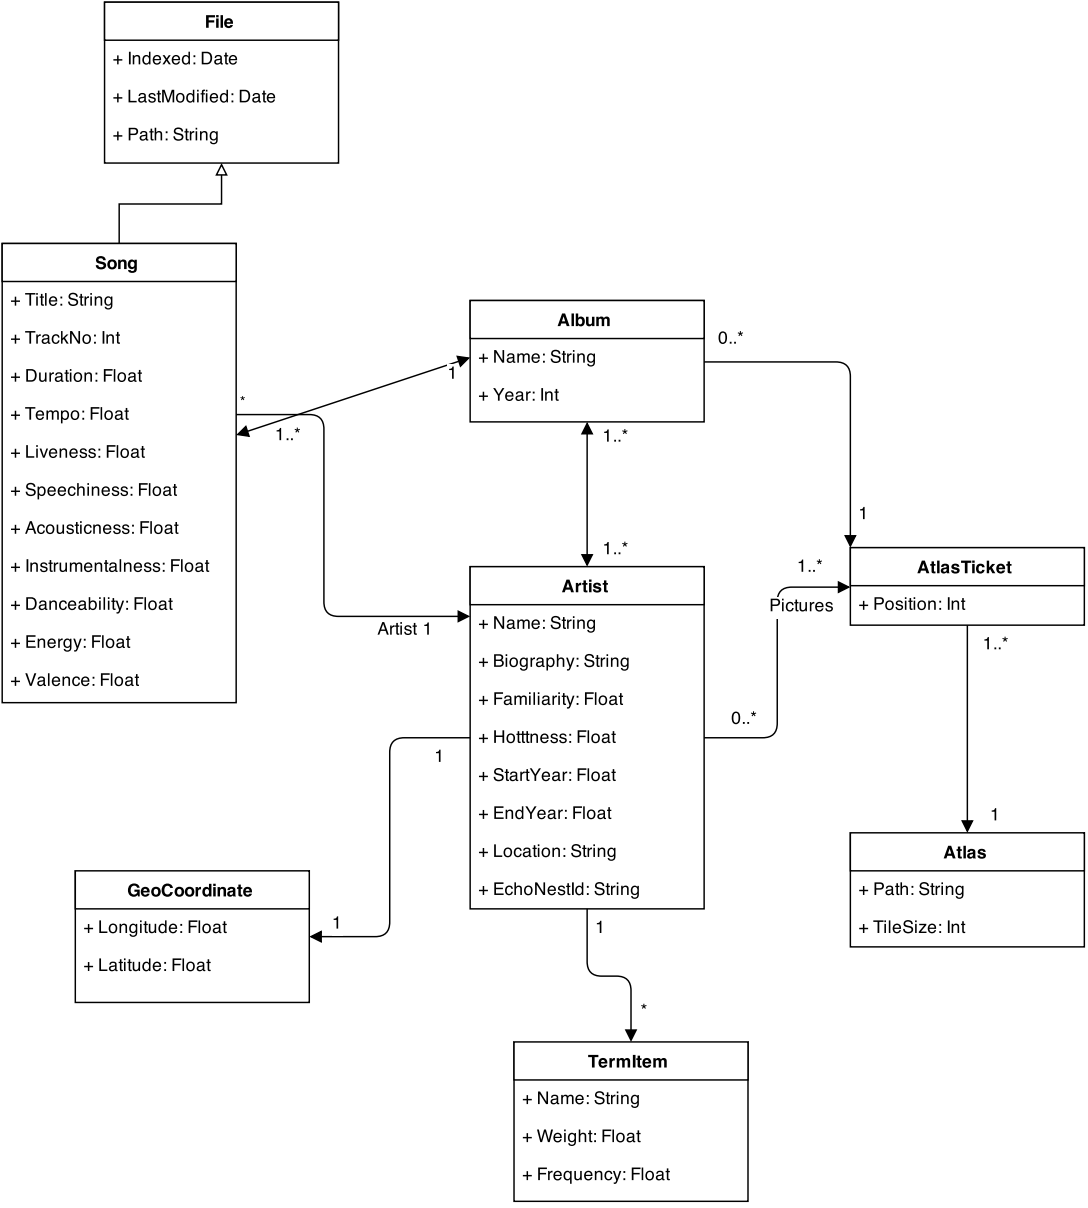 File
+ Indexed: Date
+ LastModified: Date
+ Path: String
Song
+ Title: String
+ TrackNo: Int
+ Duration: Float
+ Tempo: Float
+ Liveness: Float
+ Speechiness: Float
+ Acousticness: Float
+ Instrumentalness: Float
+ Danceability: Float
+ Energy: Float
+ Valence: Float
*
1..*
1
Album
+ Name: String
+ Year: Int
0..*
1
1..*
1..*
Artist 1
Artist
+ Name: String
+ Biography: String
+ Familiarity: Float
+ Hotttness: Float
+ StartYear: Float
+ EndYear: Float
+ Location: String
+ EchoNestId: String
1..*
Pictures
0..*
AtlasTicket
+ Position: Int
1..*
1
Atlas
+ Path: String
+ TileSize: Int
1
1
GeoCoordinate
+ Longitude: Float
+ Latitude: Float
1
*
TermItem
+ Name: String
+ Weight: Float
+ Frequency: Float